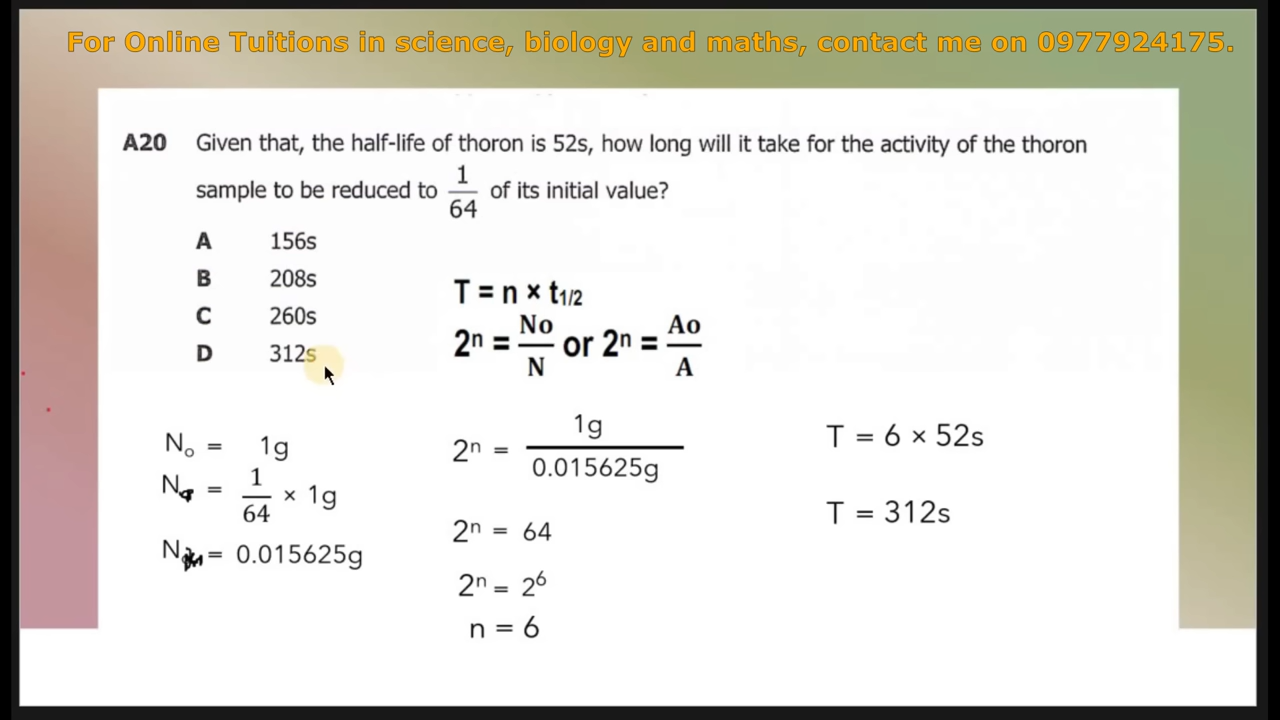 For Online Tuitions in science, biology and maths, contact me on 0977924175.
A20 Given that, the half-life of thoron is 52s, how long will it take for the activity of the thoron
sample to be reduced to 1/64 of its initial value?
A 156s
B 208s
C 260s
D 312s
T = n × t1/2
2ⁿ = No/N or 2ⁿ = Ao/A
N₀ = 1g
N = 1/64 × 1g
N = 0.015625g
2ⁿ = 1g/0.015625g
2ⁿ = 64
2ⁿ = 2⁶
n = 6
T = 6 × 52s
T = 312s